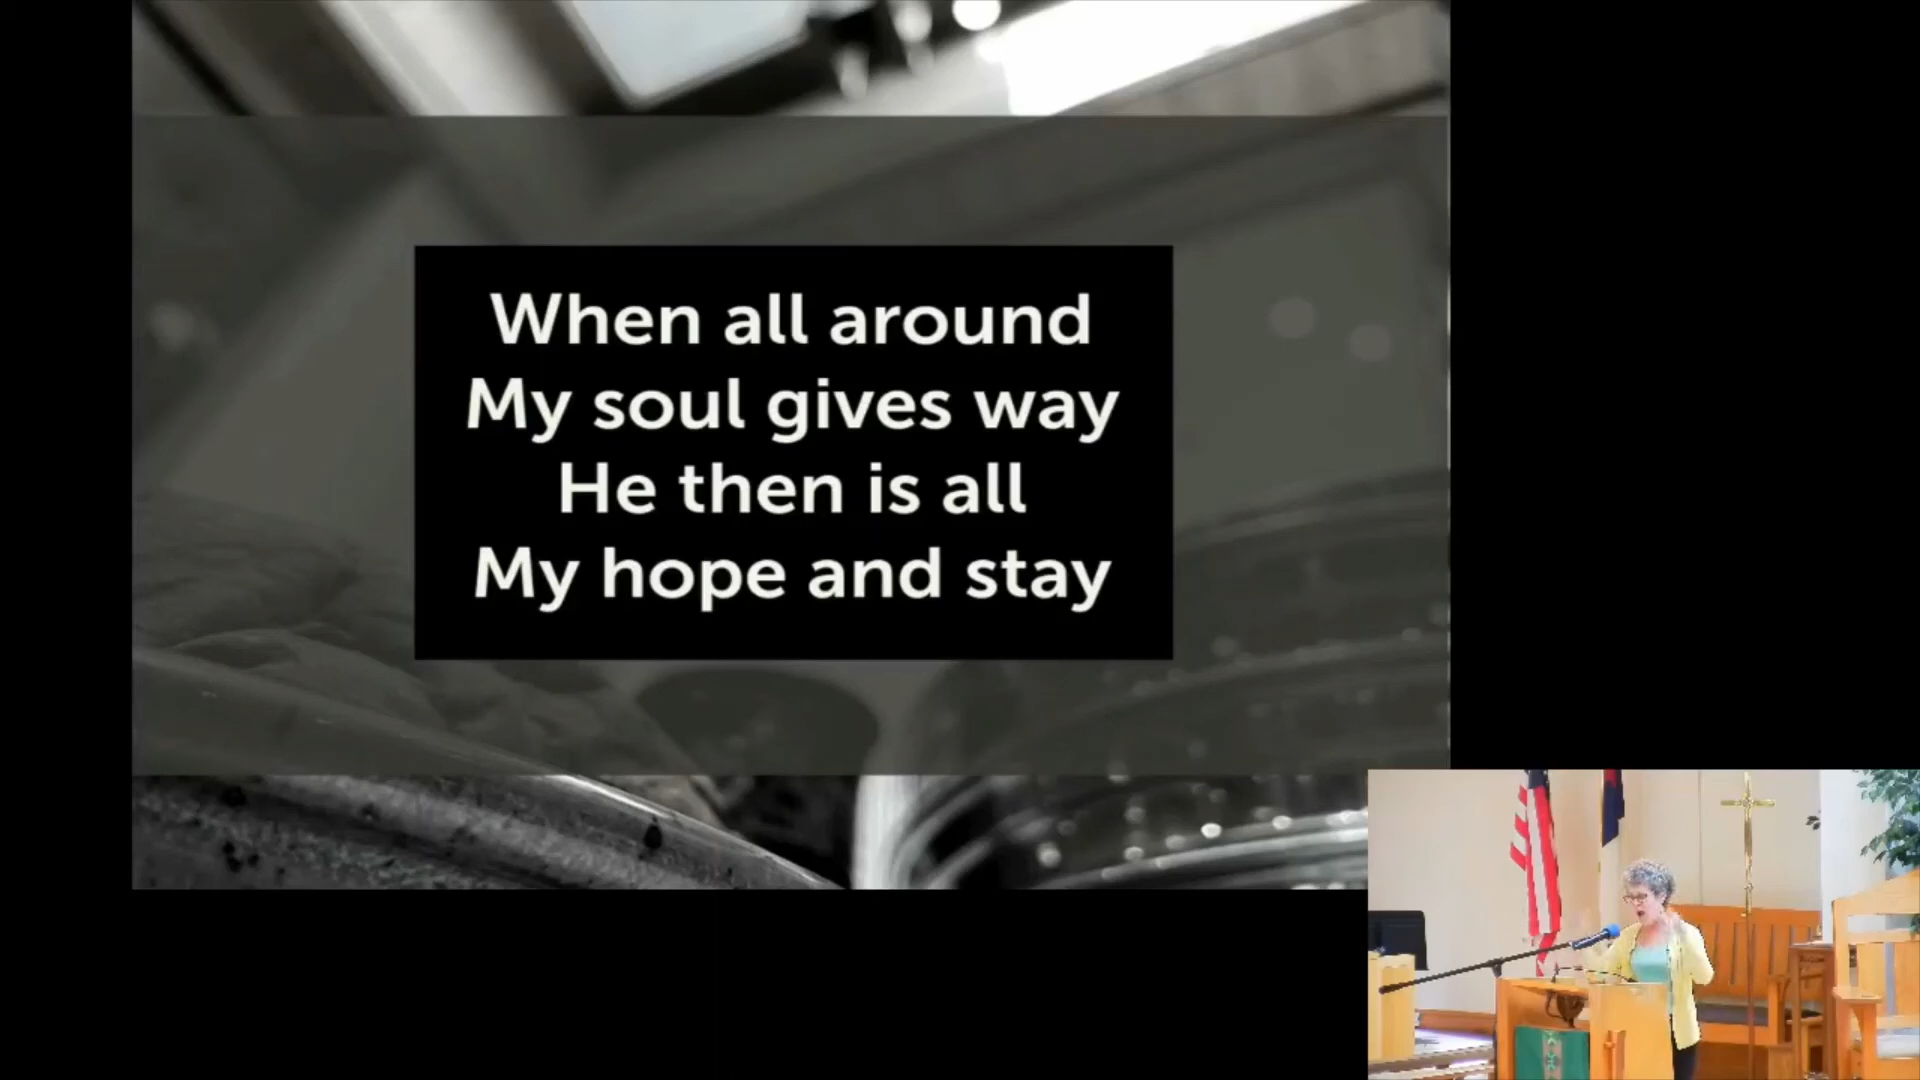 When all around
My soul gives way
He then is all
My hope and stay